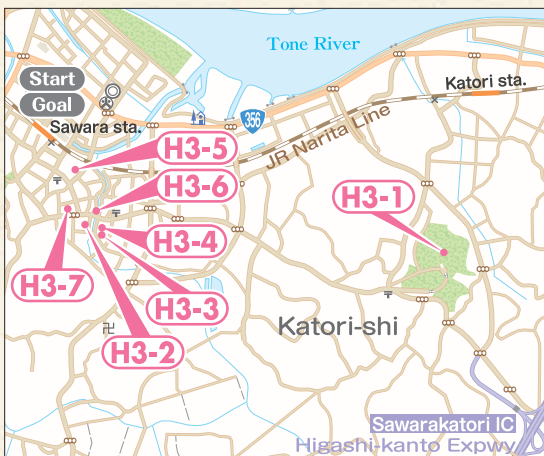 Tone River
Start
Goal
Katori sta.
356
Sawara sta.
JR Narita Line
H3-5
H3-6
H3-1
H3-4
H3-7
H3-3
H3-2
Katori-shi
Sawarakatori IC
Higashi-kanto Expwy